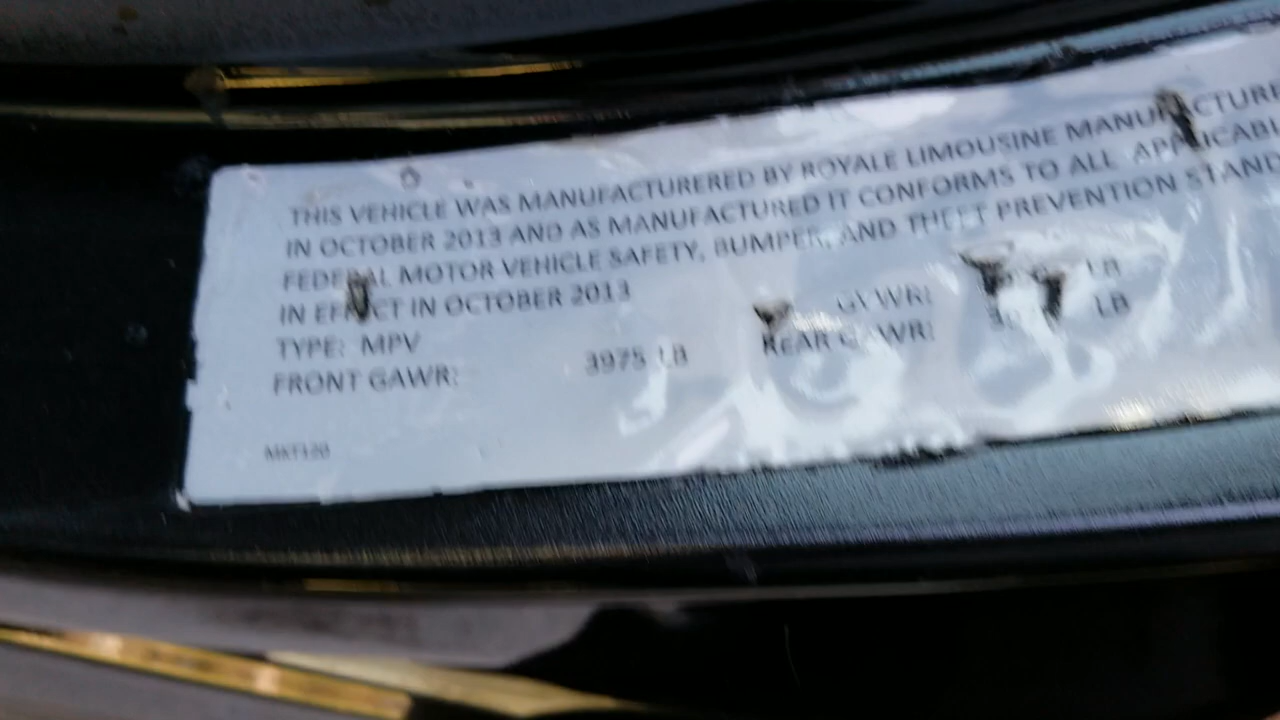 THIS VEHICLE WAS MANUFACTURERED BY ROYALE LIMOUSINE MANUFACTURE
IN OCTOBER 2013 AND AS MANUFACTURED IT CONFORMS TO ALL APPLICABL
FEDERAL MOTOR VEHICLE SAFETY, BUMPER, AND THEFT PREVENTION STAND
IN EFFECT IN OCTOBER 2013 GVWR: LB
TYPE: MPV REAR GAWR: LB
FRONT GAWR: 3975 LB
MKT120